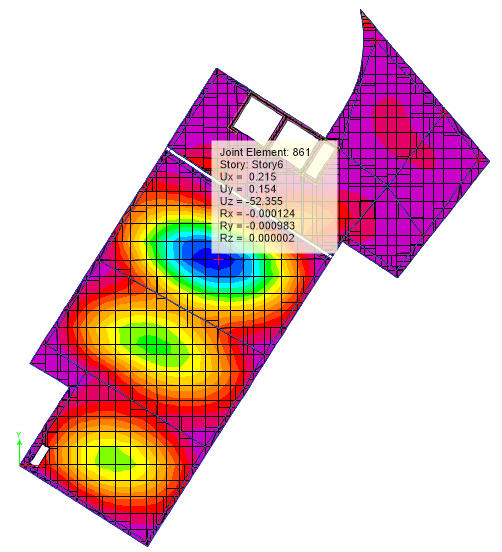 Joint Element: 861
Story: Story6
Ux = 0.215
Uy = 0.154
Uz = -52.355
Rx = -0.000124
Ry = -0.000983
Rz = 0.000002
Y